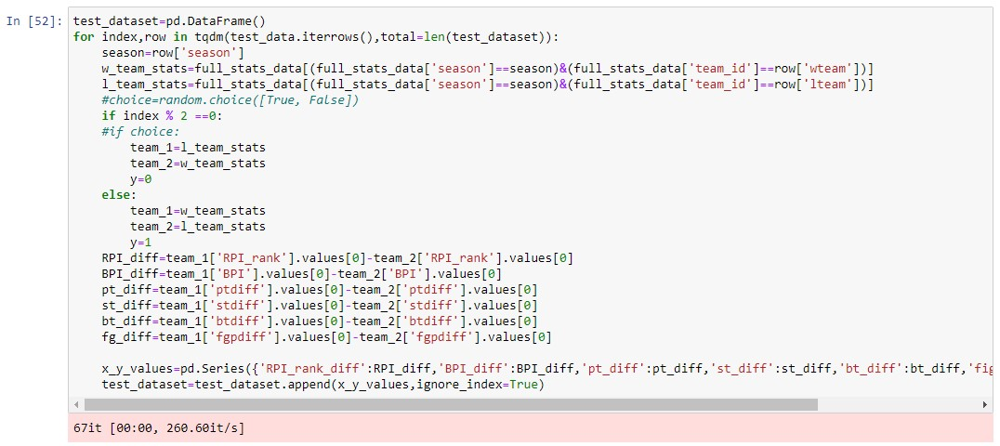 In [52]: test_dataset=pd.DataFrame()
for index,row in tqdm(test_data.iterrows(),total=len(test_dataset)):
    season=row['season']
    w_team_stats=full_stats_data[(full_stats_data['season']==season)&(full_stats_data['team_id']==row['wteam'])]
    l_team_stats=full_stats_data[(full_stats_data['season']==season)&(full_stats_data['team_id']==row['lteam'])]
    #choice=random.choice([True, False])
    if index % 2 ==0:
    #if choice:
        team_1=l_team_stats
        team_2=w_team_stats
        y=0
    else:
        team_1=w_team_stats
        team_2=l_team_stats
        y=1
    RPI_diff=team_1['RPI_rank'].values[0]-team_2['RPI_rank'].values[0]
    BPI_diff=team_1['BPI'].values[0]-team_2['BPI'].values[0]
    pt_diff=team_1['ptdiff'].values[0]-team_2['ptdiff'].values[0]
    st_diff=team_1['stdiff'].values[0]-team_2['stdiff'].values[0]
    bt_diff=team_1['btdiff'].values[0]-team_2['btdiff'].values[0]
    fg_diff=team_1['fgpdiff'].values[0]-team_2['fgpdiff'].values[0]
    x_y_values=pd.Series({'RPI_rank_diff':RPI_diff,'BPI_diff':BPI_diff,'pt_diff':pt_diff,'st_diff':st_diff,'bt_diff':bt_diff,'fig
    test_dataset=test_dataset.append(x_y_values,ignore_index=True)
67it [00:00, 260.60it/s]